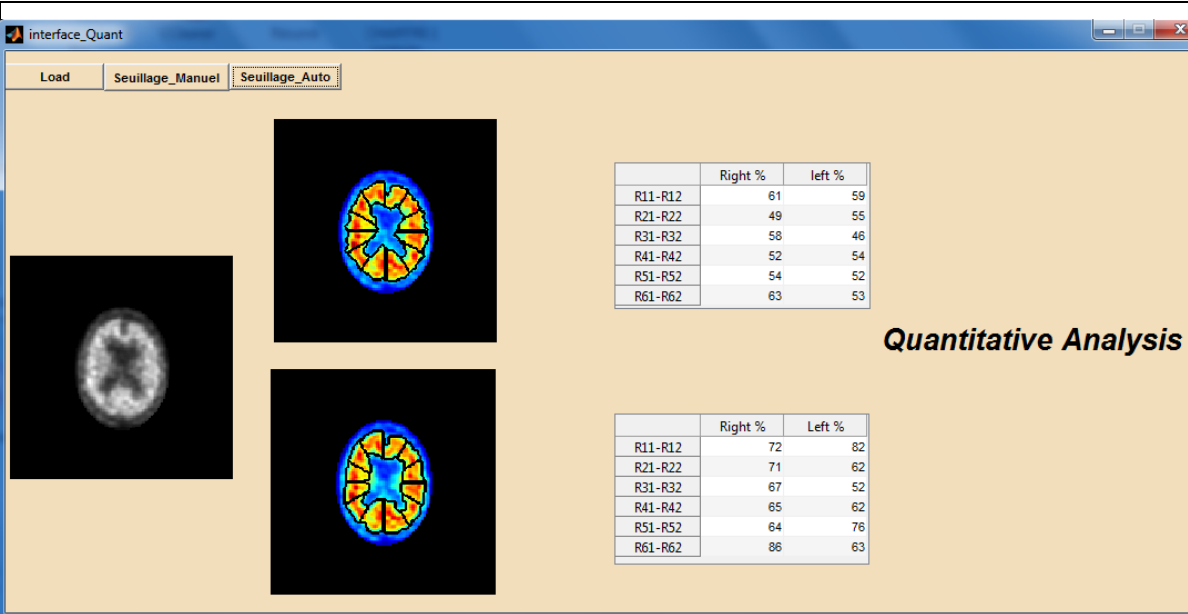 interface_Quant
Load Seuillage_Manuel Seuillage_Auto
Right % left %
R11-R12 61 59
R21-R22 49 55
R31-R32 58 46
R41-R42 52 54
R51-R52 54 52
R61-R62 63 53
Quantitative Analysis
Right % Left %
R11-R12 72 82
R21-R22 71 62
R31-R32 67 52
R41-R42 65 62
R51-R52 64 76
R61-R62 86 63